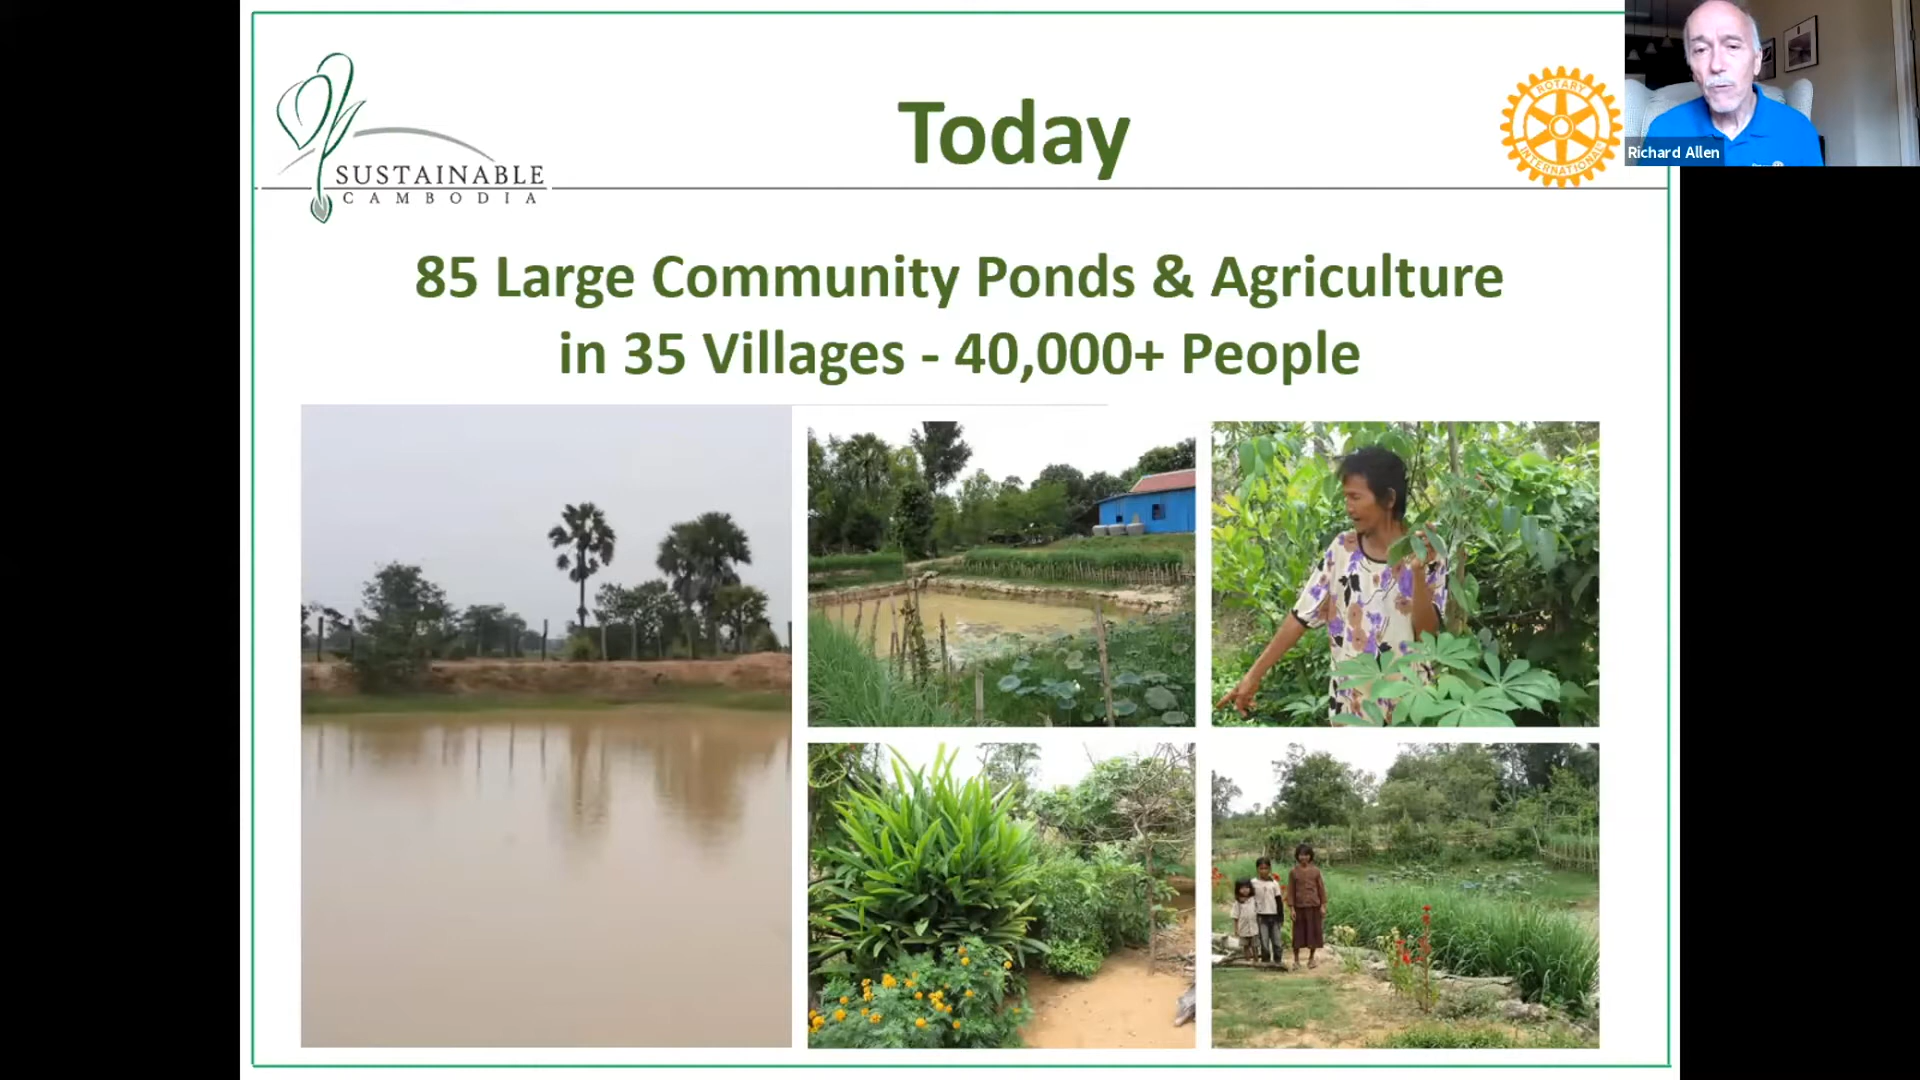 SUSTAINABLE
CAMBODIA
Today
ROTARY
INTERNATIONAL
Richard Allen
85 Large Community Ponds & Agriculture
in 35 Villages - 40,000+ People